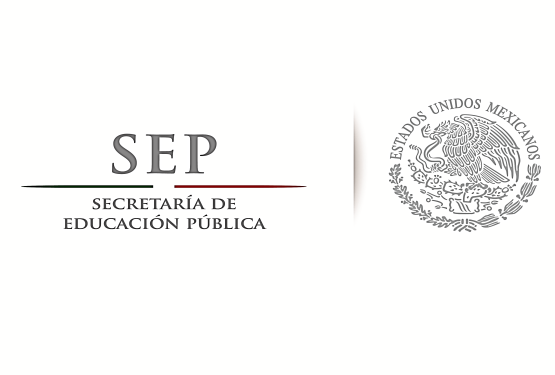 SEP
SECRETARÍA DE
EDUCACIÓN PÚBLICA
ESTADOS UNIDOS MEXICANOS